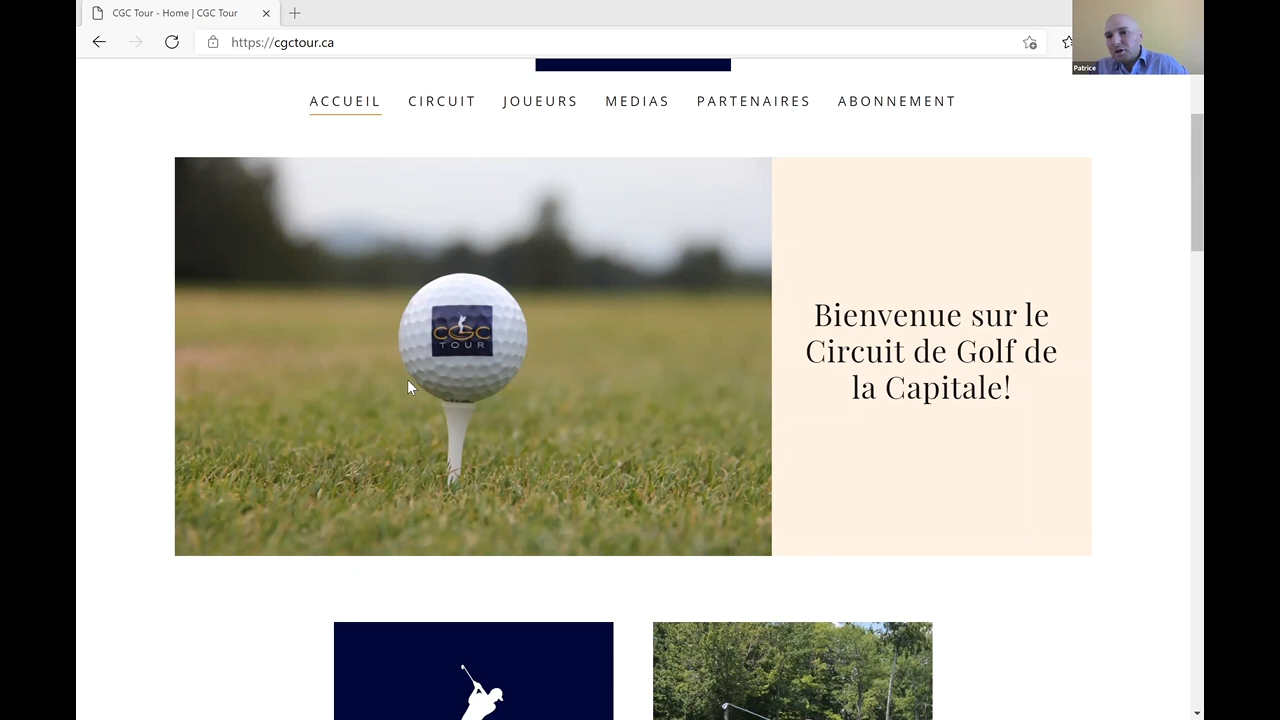 CGC Tour - Home | CGC Tour
https://cgctour.ca
Patrice
ACCUEIL CIRCUIT JOUEURS MEDIAS PARTENAIRES ABONNEMENT
CGC
TOUR
Bienvenue sur le
Circuit de Golf de
la Capitale!